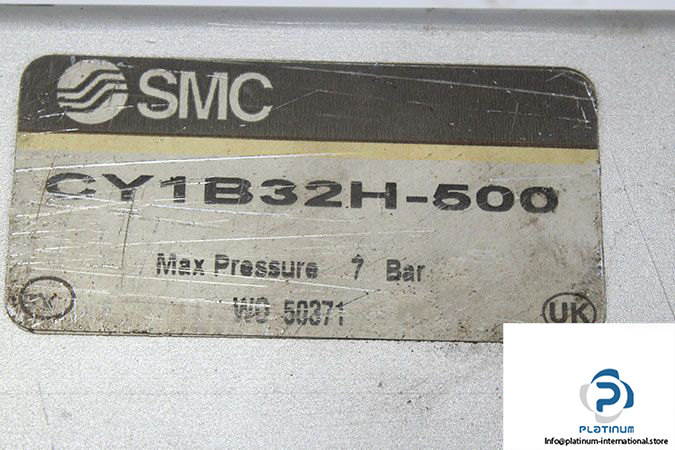 SMC
CY1B32H-500
Max Pressure 7 Bar
WO 50371
UK
PLATINUM
Info@platinum-international.store